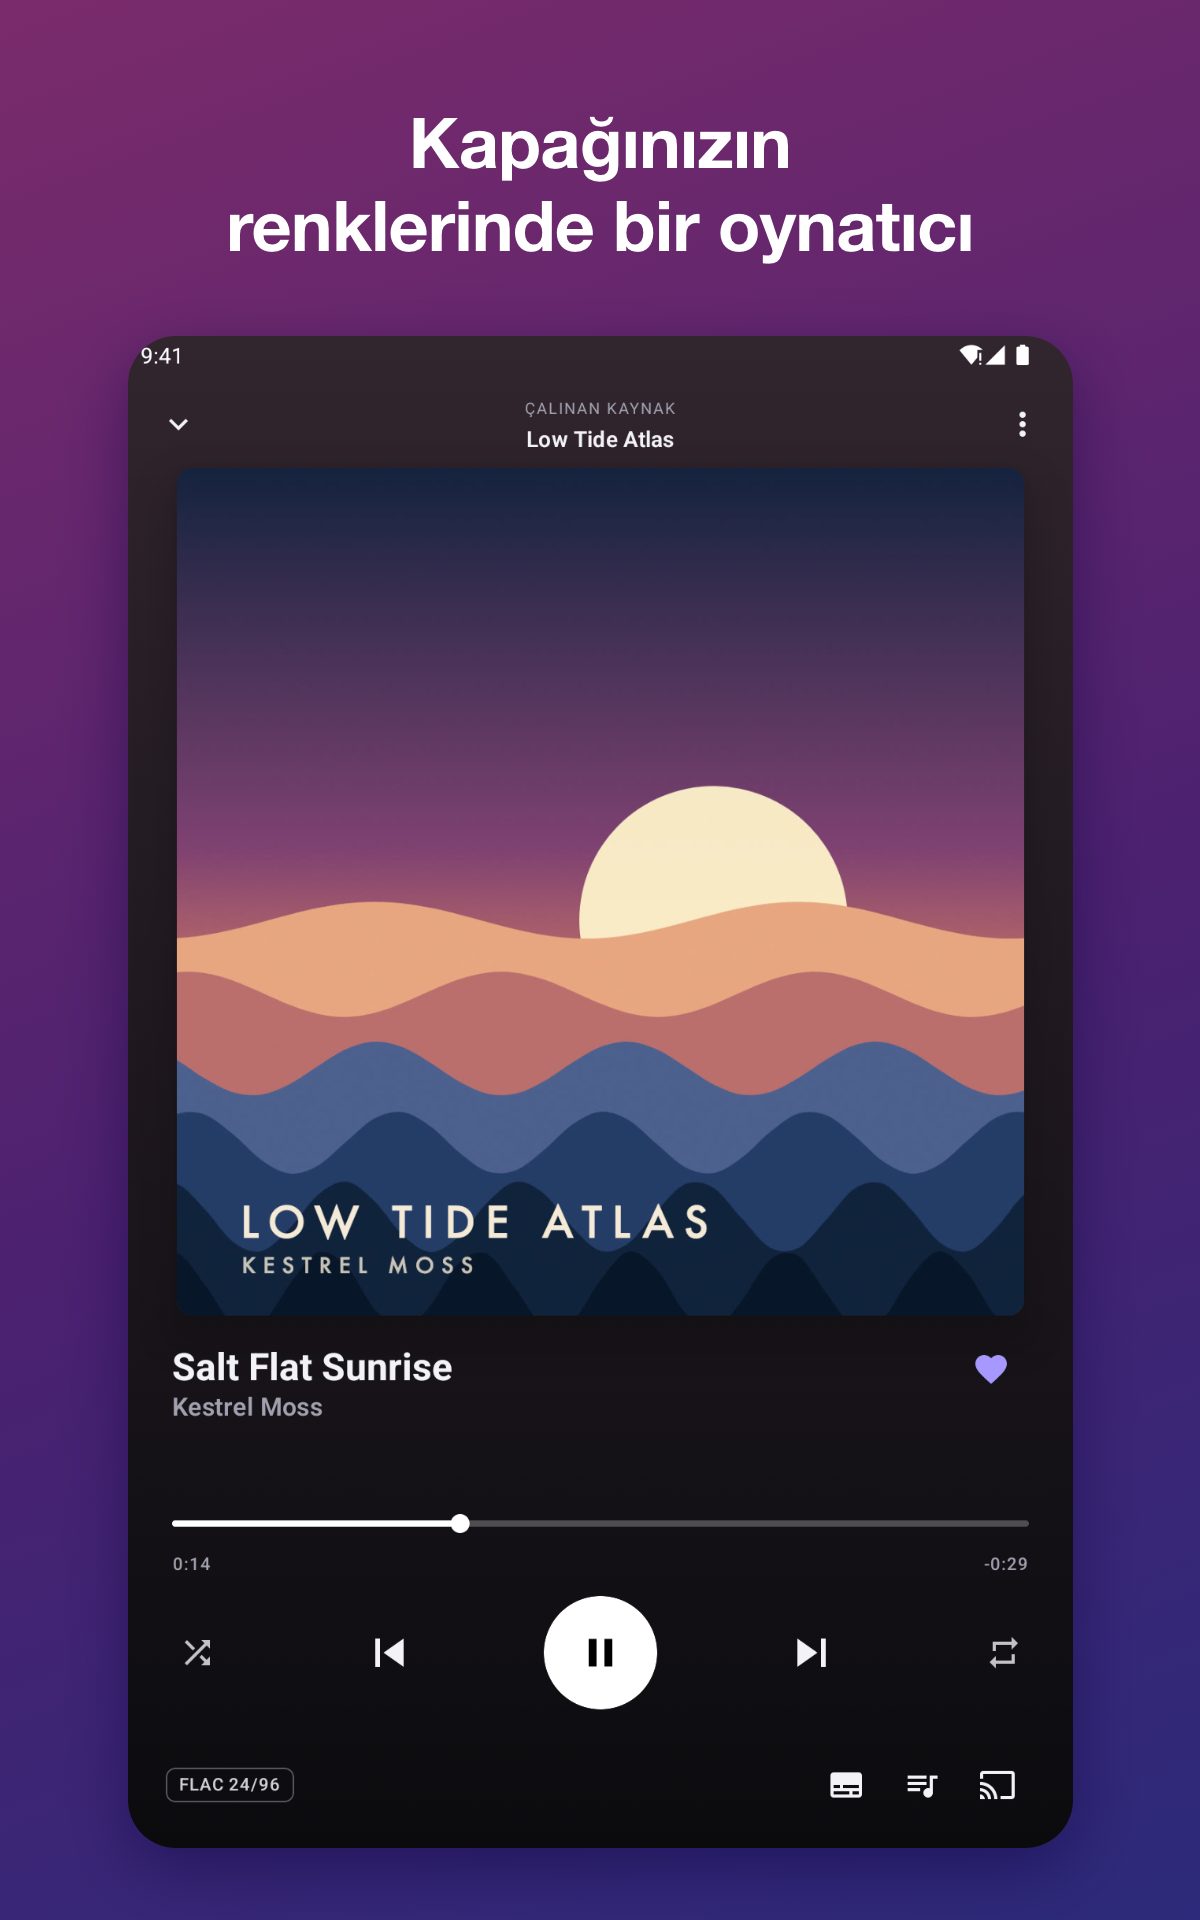 Kapağınızın
renklerinde bir oynatıcı
9:41
ÇALINAN KAYNAK
Low Tide Atlas
LOW TIDE ATLAS
KESTREL MOSS
Salt Flat Sunrise
Kestrel Moss
0:14
-0:29
FLAC 24/96